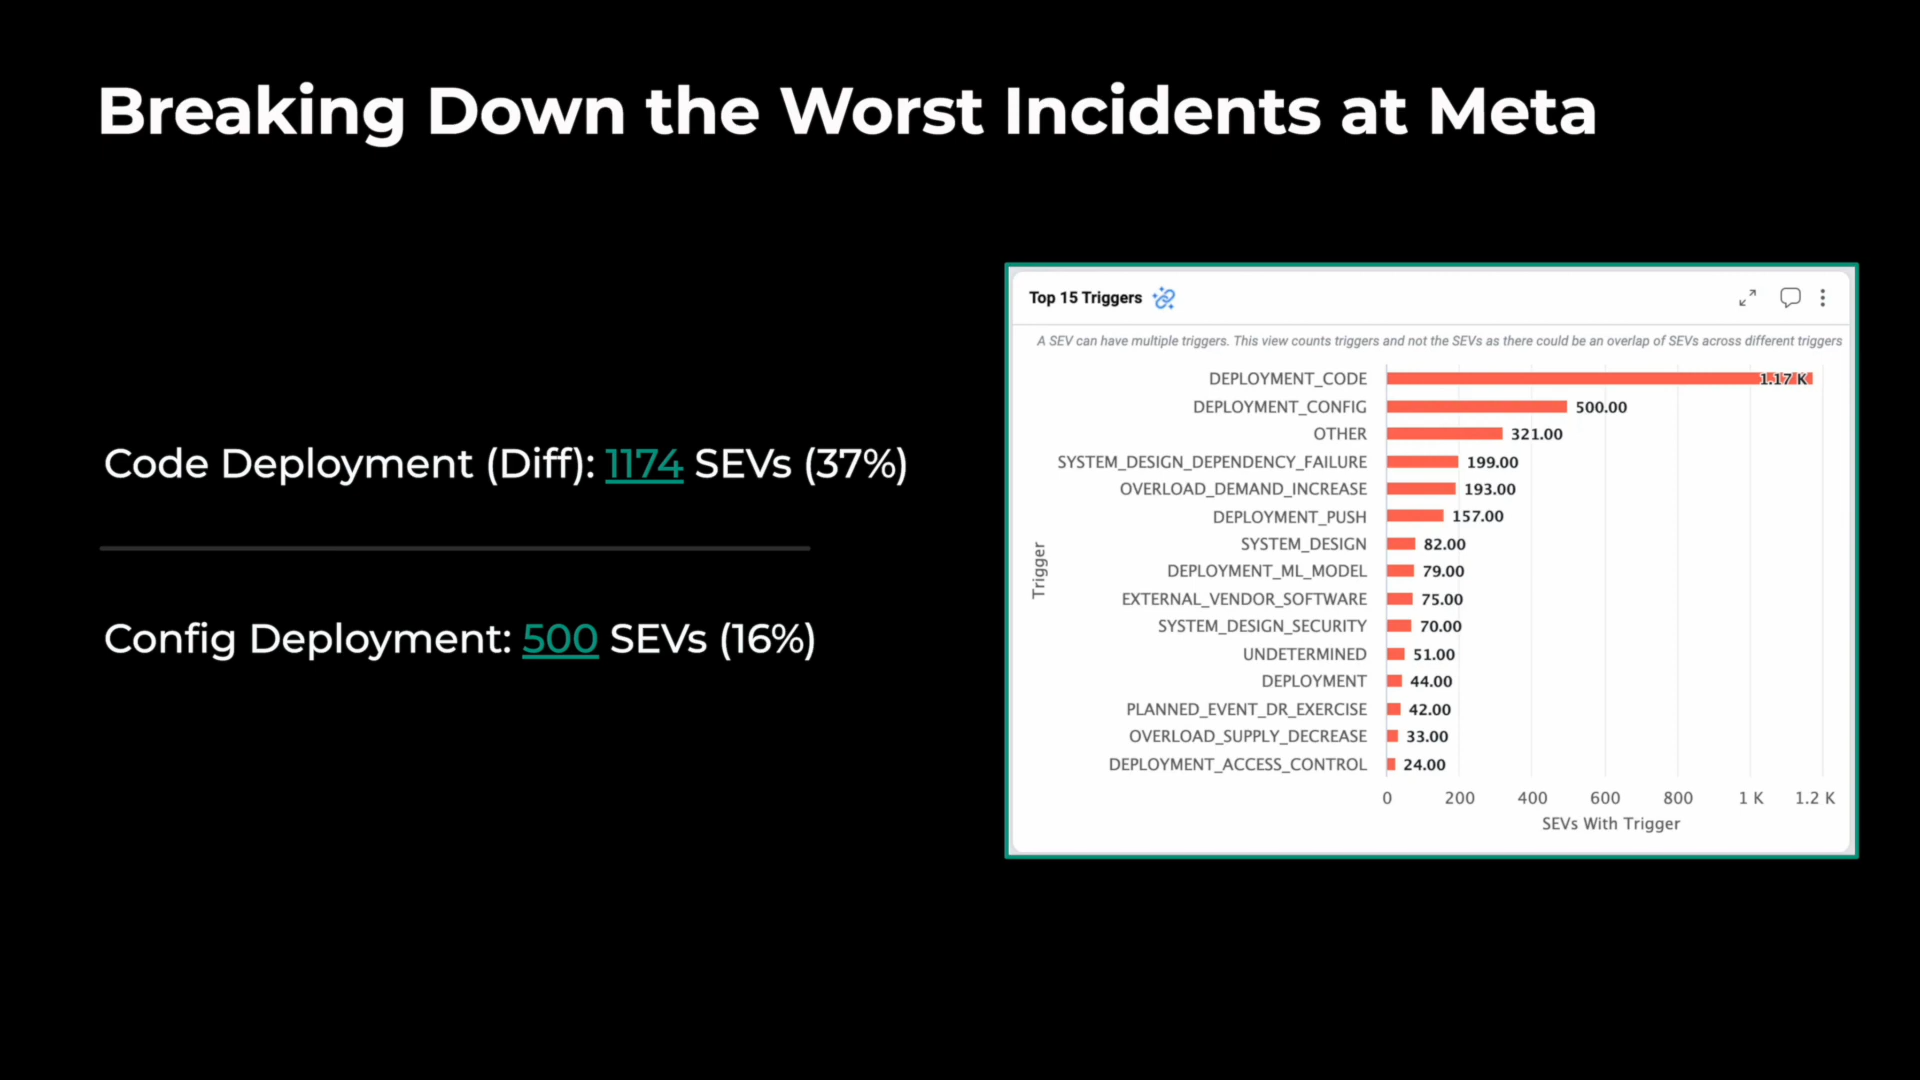 Breaking Down the Worst Incidents at Meta
Code Deployment (Diff): 1174 SEVs (37%)
Config Deployment: 500 SEVs (16%)
Top 15 Triggers
A SEV can have multiple triggers. This view counts triggers and not the SEVs as there could be an overlap of SEVs across different triggers
Trigger
DEPLOYMENT_CODE 1.17 K
DEPLOYMENT_CONFIG 500.00
OTHER 321.00
SYSTEM_DESIGN_DEPENDENCY_FAILURE 199.00
OVERLOAD_DEMAND_INCREASE 193.00
DEPLOYMENT_PUSH 157.00
SYSTEM_DESIGN 82.00
DEPLOYMENT_ML_MODEL 79.00
EXTERNAL_VENDOR_SOFTWARE 75.00
SYSTEM_DESIGN_SECURITY 70.00
UNDETERMINED 51.00
DEPLOYMENT 44.00
PLANNED_EVENT_DR_EXERCISE 42.00
OVERLOAD_SUPPLY_DECREASE 33.00
DEPLOYMENT_ACCESS_CONTROL 24.00
0 200 400 600 800 1 K 1.2 K
SEVs With Trigger